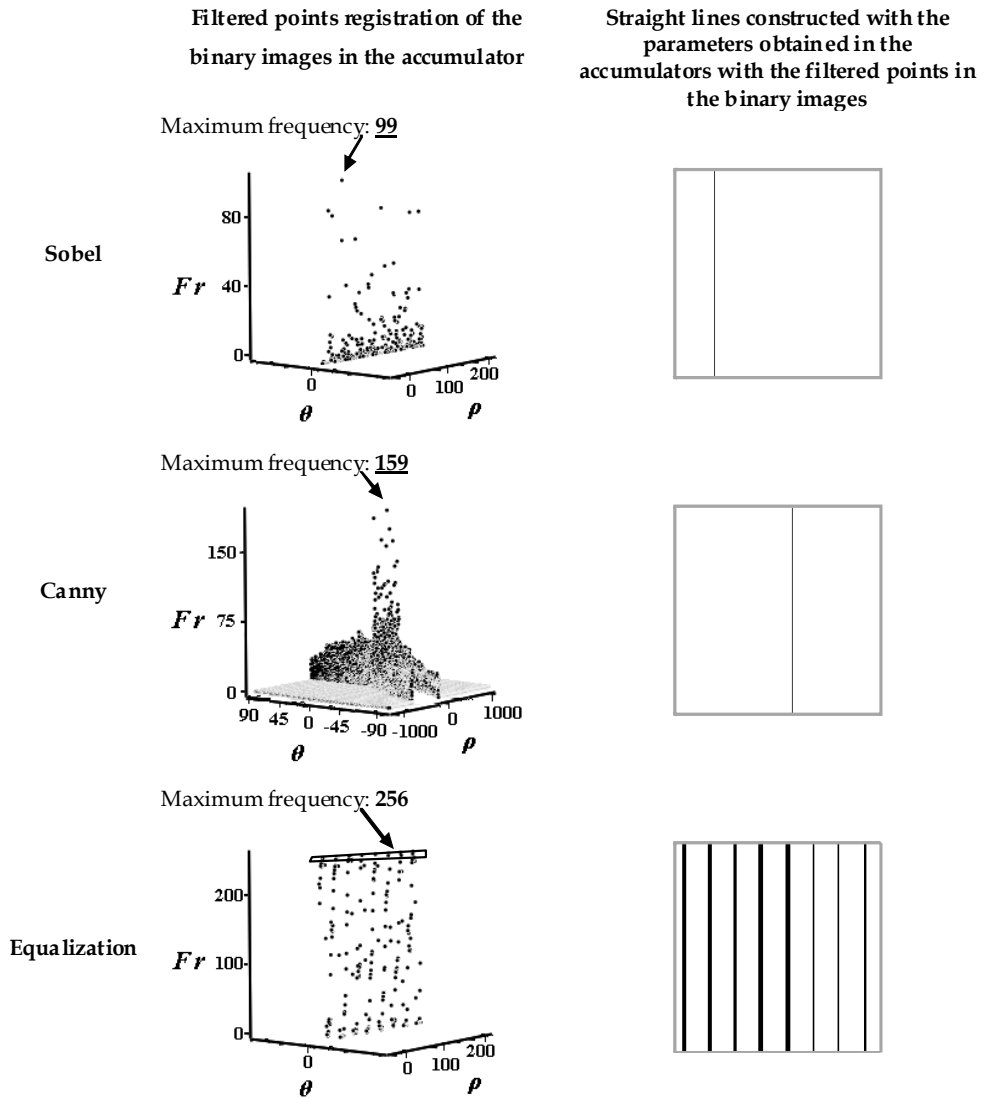 Filtered points registration of the
binary images in the accumulator
Straight lines constructed with the
parameters obtained in the
accumulators with the filtered points in
the binary images
Maximum frequency: 99
Sobel
80
Fr 40
0
0
0 100 200
θ
ρ
Maximum frequency: 159
Canny
150
Fr 75
0
90 45 0 -45 -90 -1000 0 1000
θ
ρ
Maximum frequency: 256
Equalization
200
Fr 100
0
0
0 100 200
θ
ρ